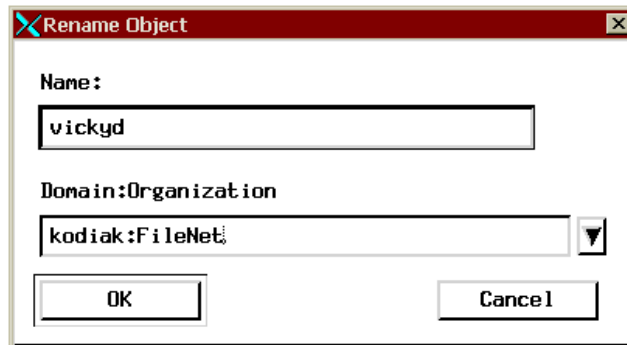 Rename Object
Name:
vickyd
Domain:Organization
kodiak:FileNet
OK Cancel